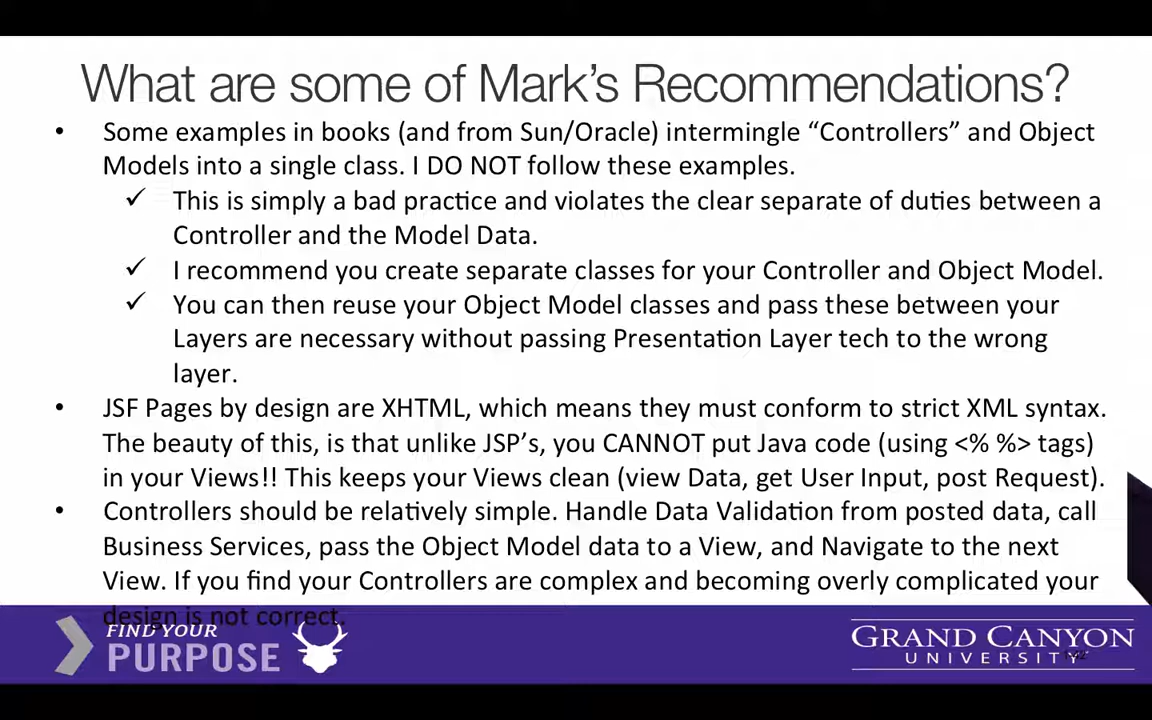 What are some of Mark's Recommendations?
• Some examples in books (and from Sun/Oracle) intermingle “Controllers” and Object
Models into a single class. I DO NOT follow these examples.
✓ This is simply a bad practice and violates the clear separate of duties between a
Controller and the Model Data.
✓ I recommend you create separate classes for your Controller and Object Model.
✓ You can then reuse your Object Model classes and pass these between your
Layers are necessary without passing Presentation Layer tech to the wrong
layer.
• JSF Pages by design are XHTML, which means they must conform to strict XML syntax.
The beauty of this, is that unlike JSP's, you CANNOT put Java code (using <% %> tags)
in your Views!! This keeps your Views clean (view Data, get User Input, post Request).
• Controllers should be relatively simple. Handle Data Validation from posted data, call
Business Services, pass the Object Model data to a View, and Navigate to the next
View. If you find your Controllers are complex and becoming overly complicated your
design is not correct.
FIND YOUR
PURPOSE
GRAND CANYON
UNIVERSITY